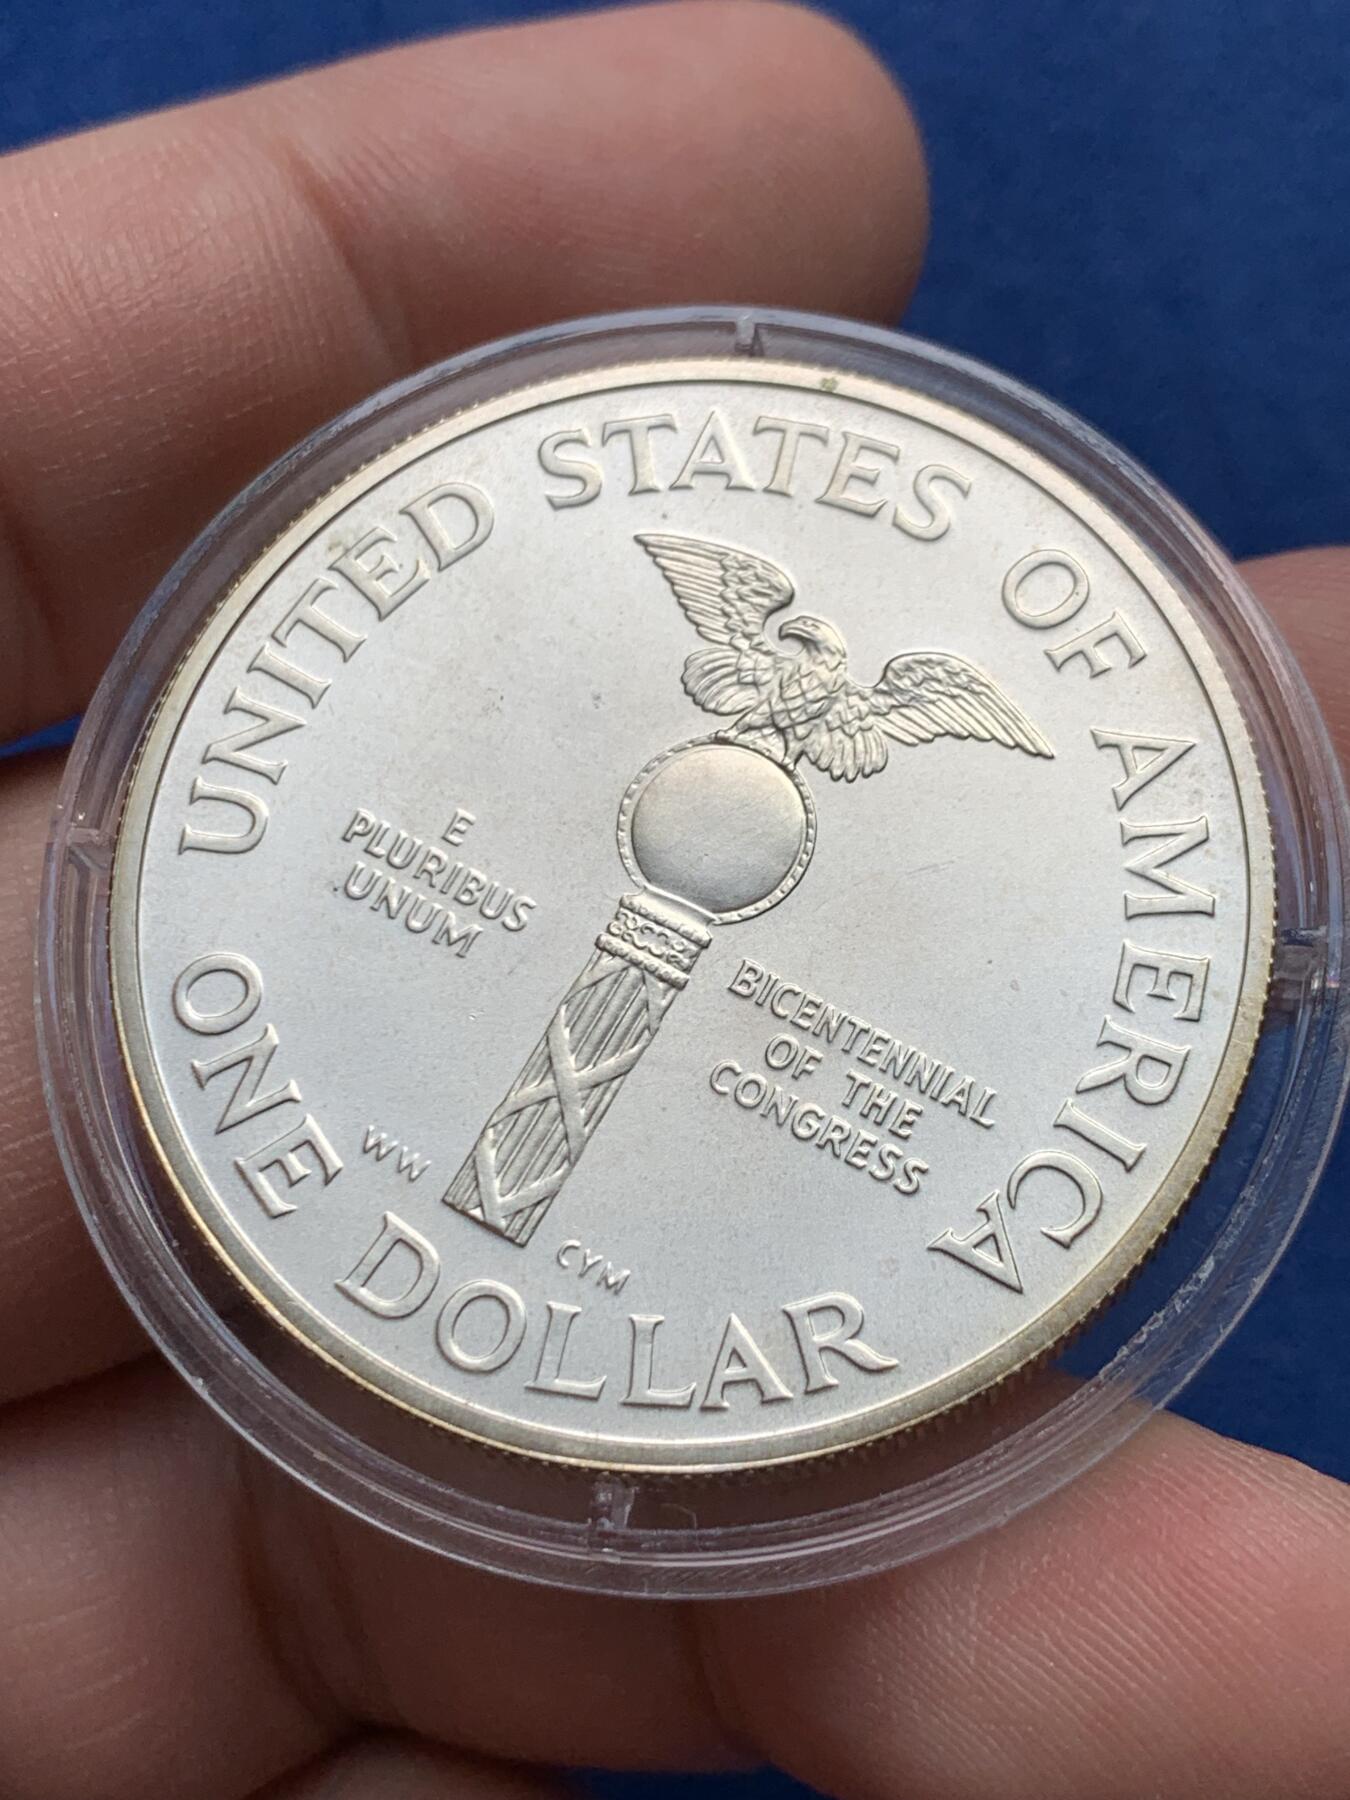 UNITED STATES OF AMERICA
E
PLURIBUS
UNUM
BICENTENNIAL
OF THE
CONGRESS
WW
CYM
ONE DOLLAR